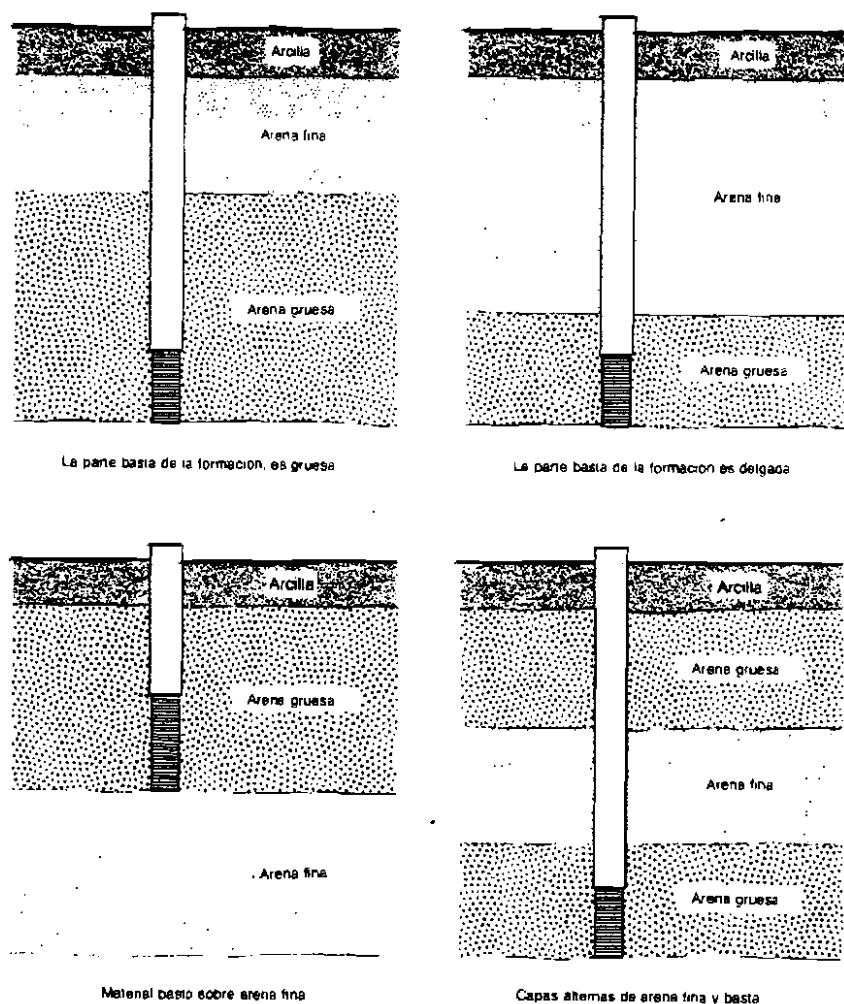 Arcilla
Arena fina
Arena gruesa
La parte basta de la formación, es gruesa
Arcilla
Arena fina
Arena gruesa
La parte basta de la formación es delgada
Arcilla
Arena gruesa
Arena fina
Material basto sobre arena fina
Arcilla
Arena gruesa
Arena fina
Arena gruesa
Capas alternas de arena fina y basta